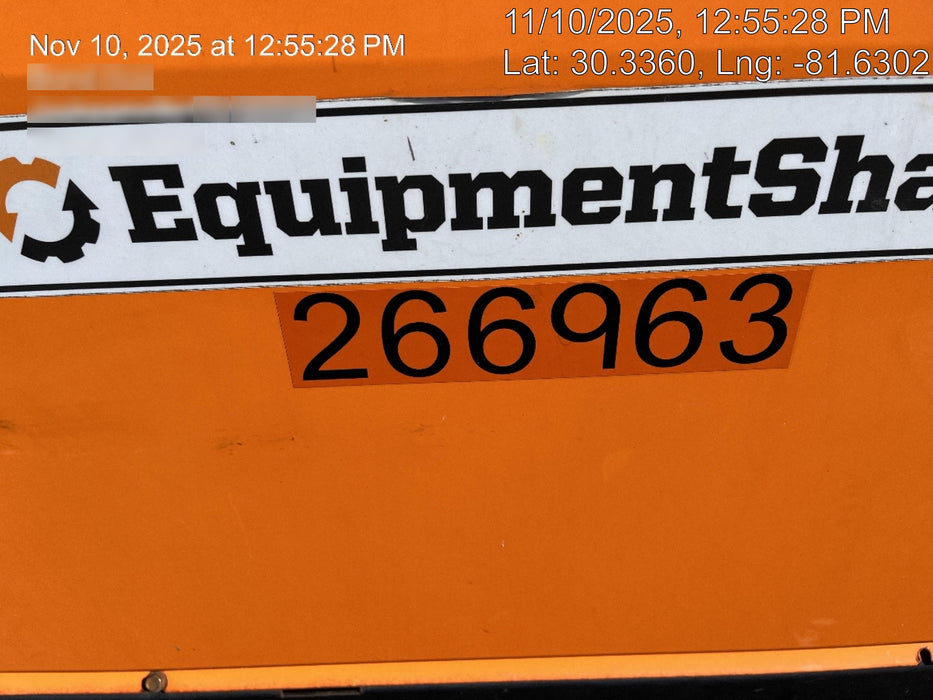 Nov 10, 2025 at 12:55:28 PM
11/10/2025, 12:55:28 PM
Lat: 30.3360, Lng: -81.6302
EquipmentSha
266963